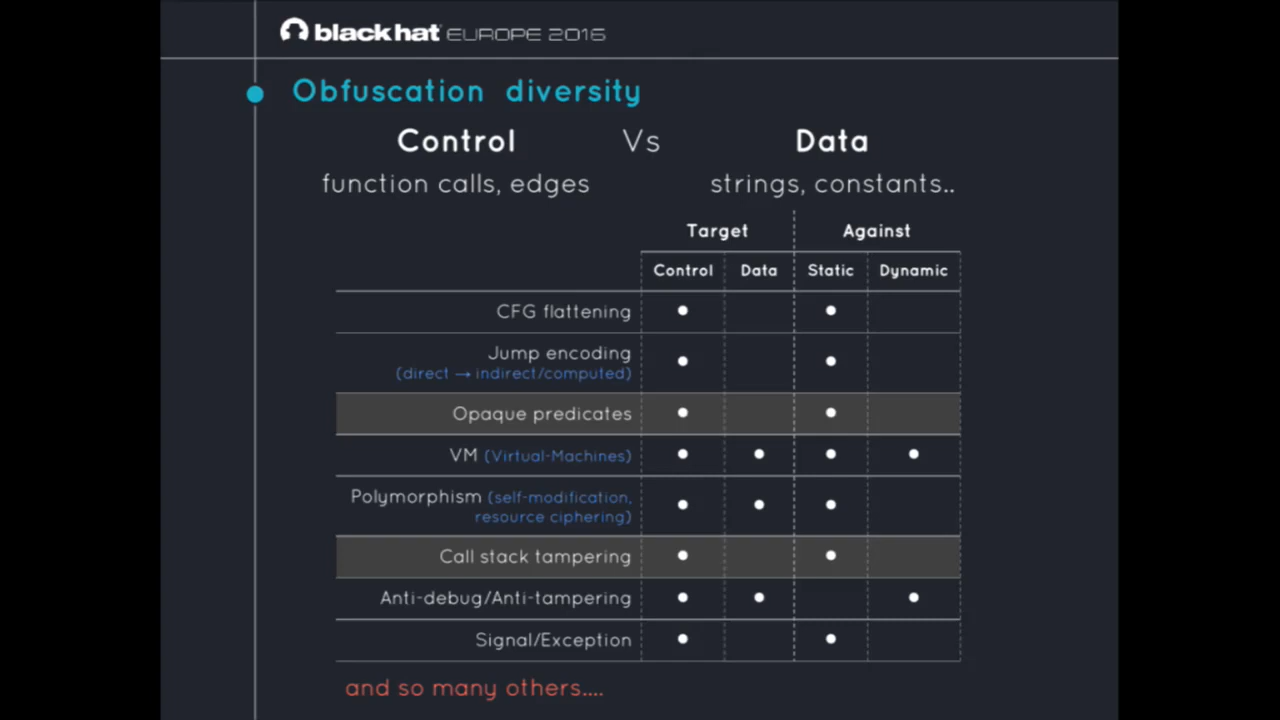 black hat EUROPE 2016
Obfuscation diversity
Control Vs Data
function calls, edges strings, constants..
Target Against
Control Data Static Dynamic
CFG flattening ● ●
Jump encoding
(direct → indirect/computed) ● ●
Opaque predicates ● ●
VM (Virtual-Machines) ● ● ● ●
Polymorphism (self-modification,
resource ciphering) ● ● ●
Call stack tampering ● ●
Anti-debug/Anti-tampering ● ● ●
Signal/Exception ● ●
and so many others....